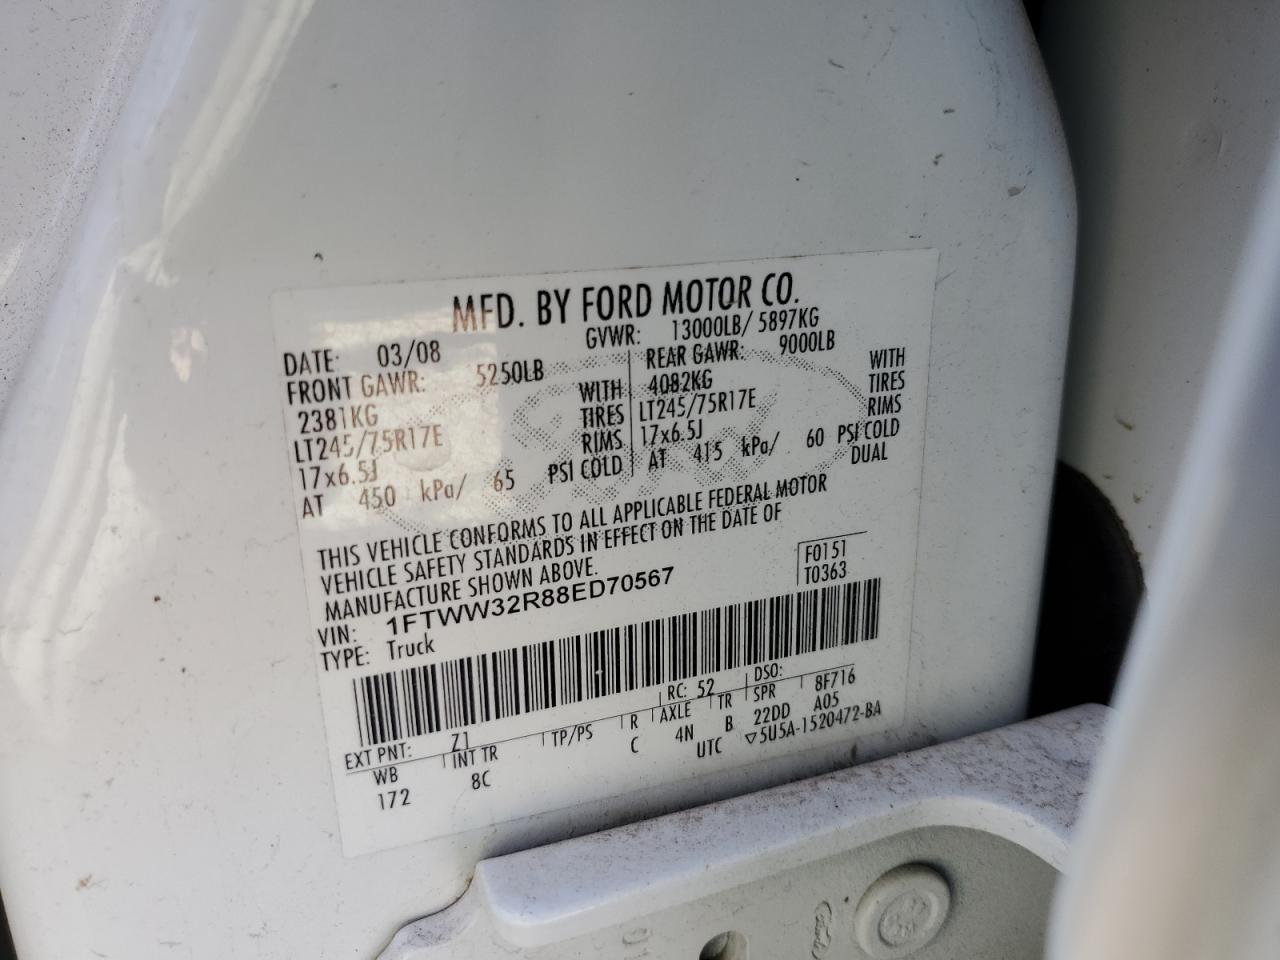 MFD. BY FORD MOTOR CO.
DATE: 03/08 GVWR: 13000LB/ 5897KG
FRONT GAWR: 5250LB REAR GAWR: 9000LB
2381KG WITH 4082KG WITH
LT245/75R17E TIRES LT245/75R17E TIRES
17x6.5J RIMS 17x6.5J RIMS
AT 450 kPa/ 65 PSI COLD AT 415 kPa/ 60 PSI COLD
DUAL
THIS VEHICLE CONFORMS TO ALL APPLICABLE FEDERAL MOTOR
VEHICLE SAFETY STANDARDS IN EFFECT ON THE DATE OF
MANUFACTURE SHOWN ABOVE.
F0151
VIN: 1FTWW32R88ED70567 T0363
TYPE: Truck
RC: 52 DSO:
EXT PNT: Z1 8F716
WB INT TR TP/PS R AXLE TR SPR
172 8C C 4N B 22DD A05
UTC ▽5U5A-1520472-BA